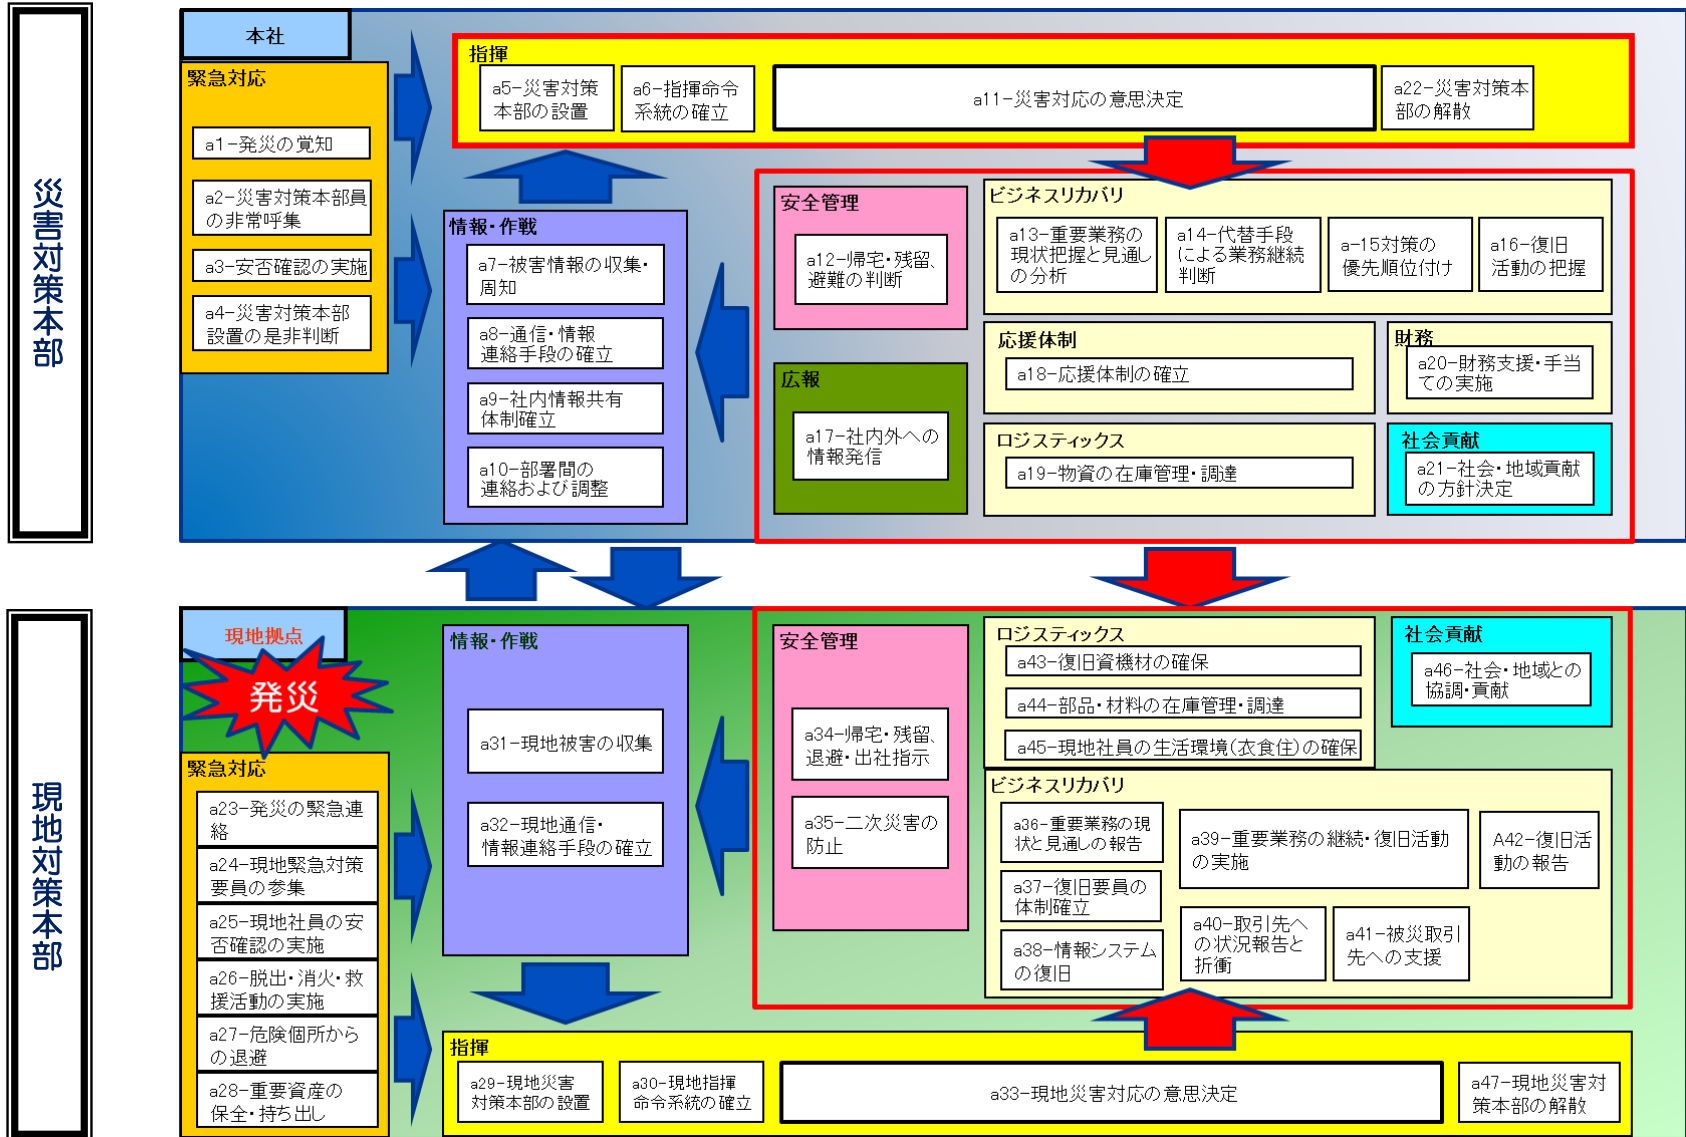 災害対策本部
本社
緊急対応
a1-発災の覚知
a2-災害対策本部員
の非常呼集
a3-安否確認の実施
a4-災害対策本部
設置の是非判断
指揮
a5-災害対策
本部の設置
a6-指揮命令
系統の確立
a11-災害対応の意思決定
a22-災害対策本
部の解散
情報・作戦
a7-被害情報の収集・
周知
a8-通信・情報
連絡手段の確立
a9-社内情報共有
体制確立
a10-部署間の
連絡および調整
安全管理
a12-帰宅・残留、
避難の判断
広報
a17-社内外への
情報発信
ビジネスリカバリ
a13-重要業務の
現状把握と見通し
の分析
a14-代替手段
による業務継続
判断
a-15対策の
優先順位付け
a16-復旧
活動の把握
応援体制
a18-応援体制の確立
財務
a20-財務支援・手当
ての実施
ロジスティックス
a19-物資の在庫管理・調達
社会貢献
a21-社会・地域貢献
の方針決定
現地対策本部
現地拠点
発災
緊急対応
a23-発災の緊急連
絡
a24-現地緊急対策
要員の参集
a25-現地社員の安
否確認の実施
a26-脱出・消火・救
援活動の実施
a27-危険個所から
の退避
a28-重要資産の
保全・持ち出し
情報・作戦
a31-現地被害の収集
a32-現地通信・
情報連絡手段の確立
安全管理
a34-帰宅・残留、
退避・出社指示
a35-二次災害の
防止
ロジスティックス
a43-復旧資機材の確保
a44-部品・材料の在庫管理・調達
a45-現地社員の生活環境(衣食住)の確保
社会貢献
a46-社会・地域との
協調・貢献
ビジネスリカバリ
a36-重要業務の現
状と見通しの報告
a37-復旧要員の
体制確立
a38-情報システム
の復旧
a39-重要業務の継続・復旧活動
の実施
a40-取引先へ
の状況報告と
折衝
a41-被災取引
先への支援
A42-復旧活
動の報告
指揮
a29-現地災害
対策本部の設置
a30-現地指揮
命令系統の確立
a33-現地災害対応の意思決定
a47-現地災害対
策本部の解散